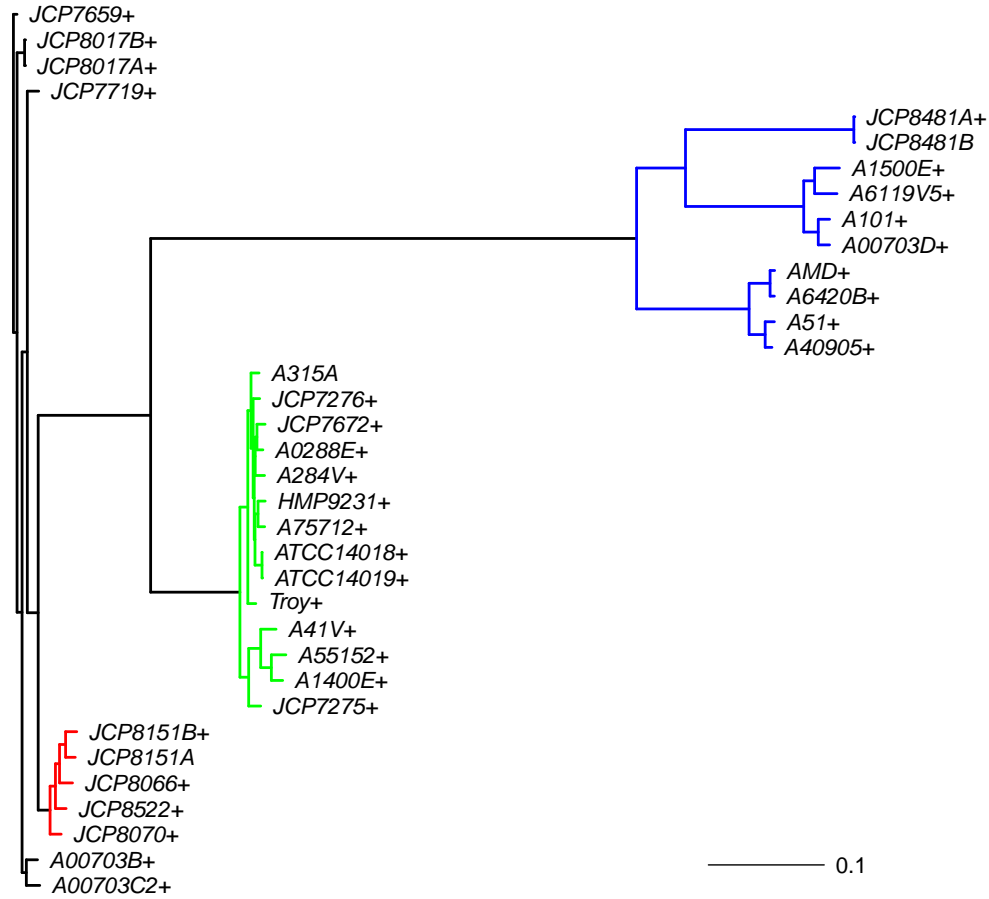 JCP7659+
JCP8017B+
JCP8017A+
JCP7719+
JCP8481A+
JCP8481B
A1500E+
A6119V5+
A101+
A00703D+
AMD+
A6420B+
A51+
A40905+
A315A
JCP7276+
JCP7672+
A0288E+
A284V+
HMP9231+
A75712+
ATCC14018+
ATCC14019+
Troy+
A41V+
A55152+
A1400E+
JCP7275+
JCP8151B+
JCP8151A
JCP8066+
JCP8522+
JCP8070+
A00703B+
0.1
A00703C2+